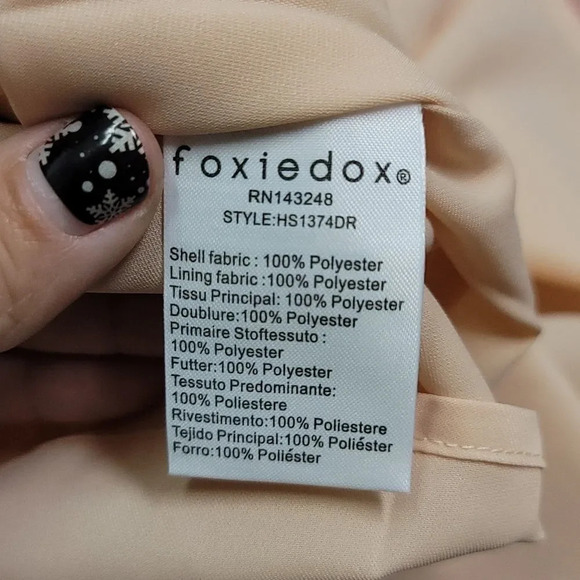 foxiedox®
RN143248
STYLE:HS1374DR
Shell fabric : 100% Polyester
Lining fabric : 100% Polyester
Tissu Principal: 100% Polyester
Doublure: 100% Polyester
Primaire Stoftessuto :
100% Polyester
Futter:100% Polyester
Tessuto Predominante:
100% Poliestere
Rivestimento:100% Poliestere
Tejido Principal:100% Poliéster
Forro:100% Poliéster